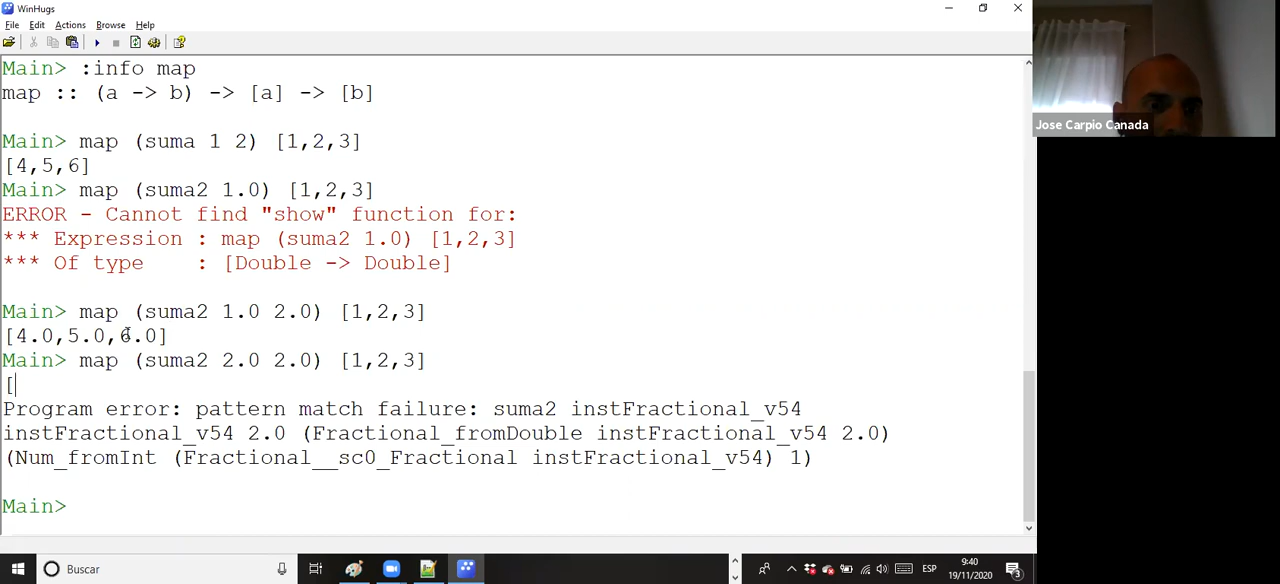 WinHugs
File Edit Actions Browse Help
Main> :info map
map :: (a -> b) -> [a] -> [b]
Main> map (suma 1 2) [1,2,3]
[4,5,6]
Main> map (suma2 1.0) [1,2,3]
ERROR - Cannot find "show" function for:
*** Expression : map (suma2 1.0) [1,2,3]
*** Of type    : [Double -> Double]
Main> map (suma2 1.0 2.0) [1,2,3]
[4.0,5.0,6.0]
Main> map (suma2 2.0 2.0) [1,2,3]
[
Program error: pattern match failure: suma2 instFractional_v54
instFractional_v54 2.0 (Fractional_fromDouble instFractional_v54 2.0)
(Num_fromInt (Fractional__sc0_Fractional instFractional_v54) 1)
Main>
Jose Carpio Canada
Buscar
ESP
9:40
19/11/2020
3